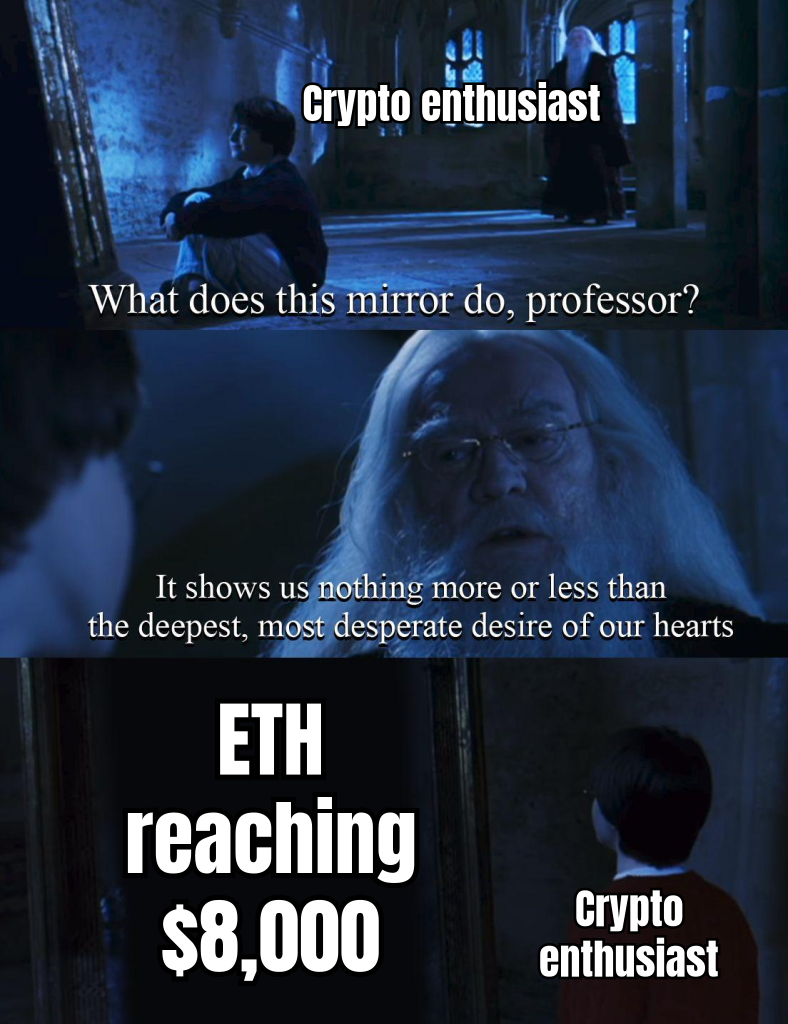 Crypto enthusiast
What does this mirror do, professor?
It shows us nothing more or less than
the deepest, most desperate desire of our hearts
ETH
reaching
$8,000
Crypto
enthusiast